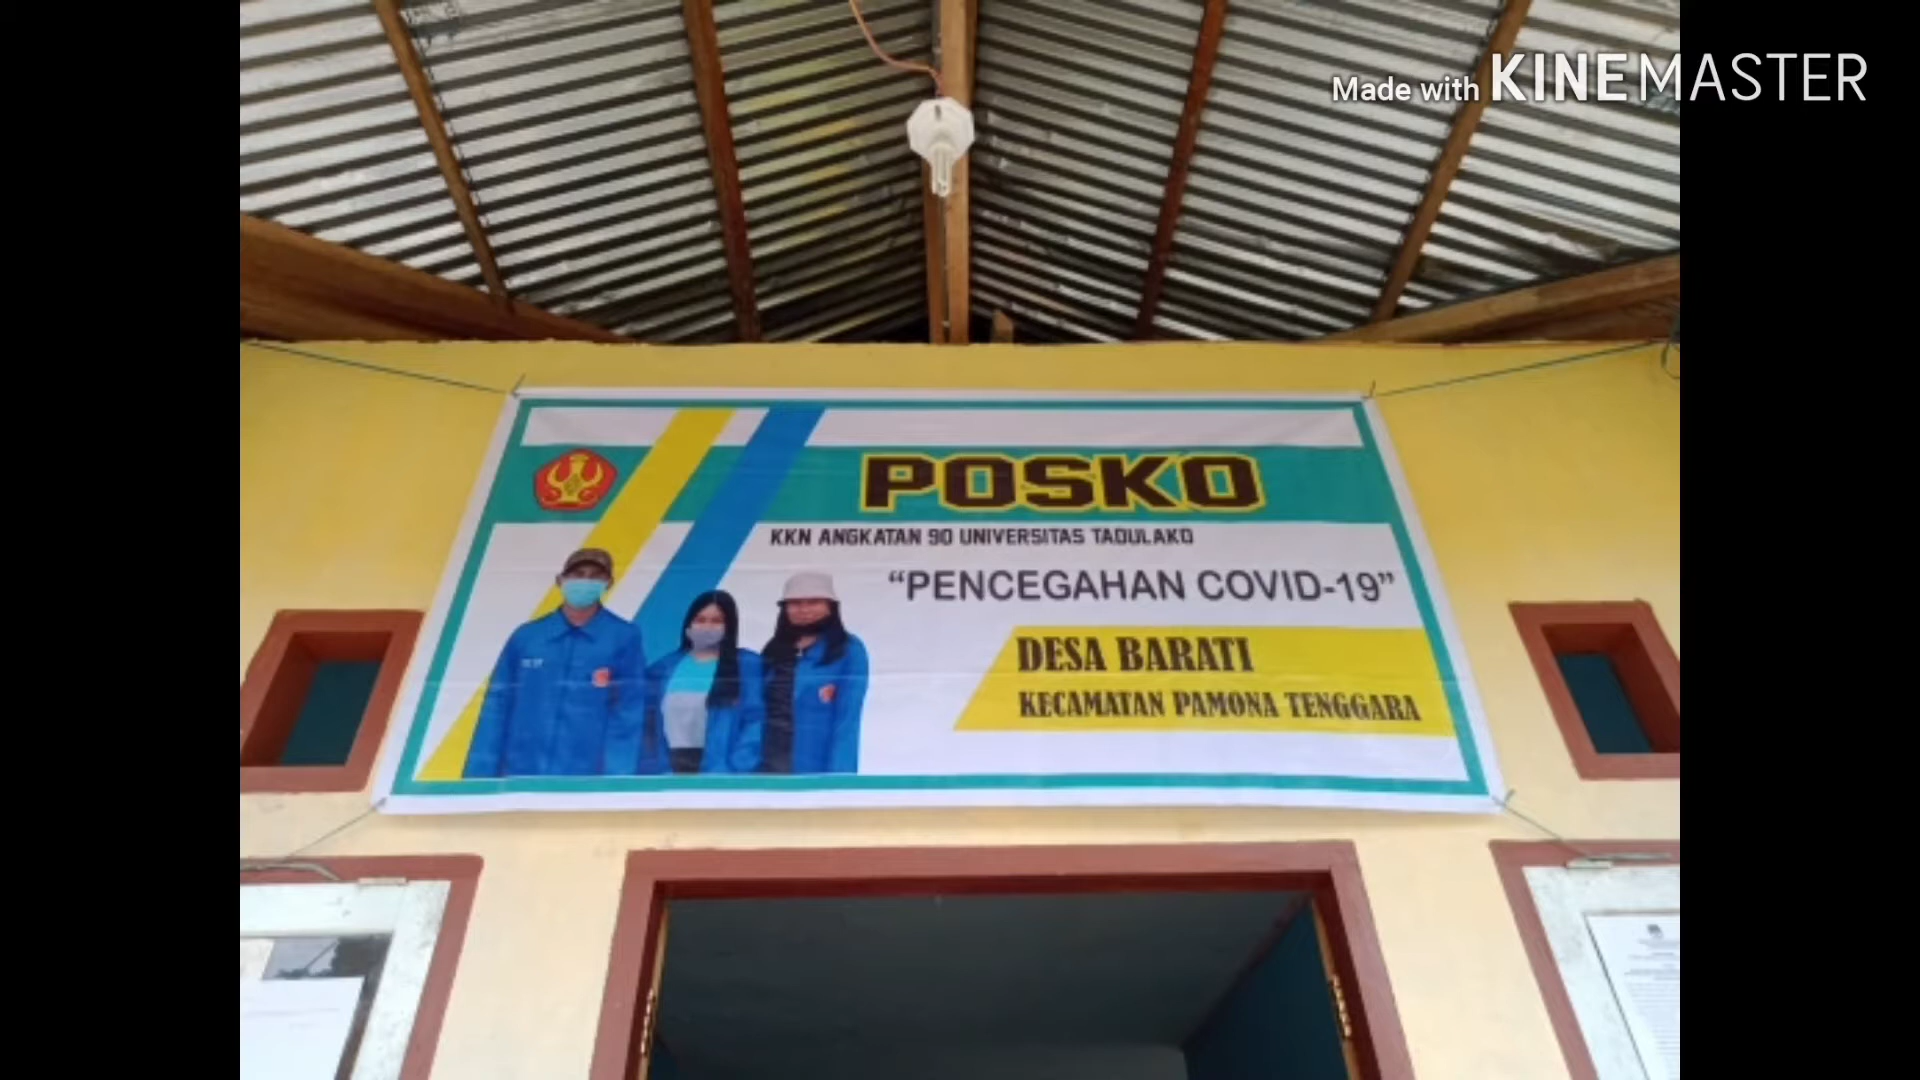 Made with KINEMASTER
POSKO
KKN ANGKATAN 90 UNIVERSITAS TADULAKO
“PENCEGAHAN COVID-19”
DESA BARATI
KECAMATAN PAMONA TENGGARA